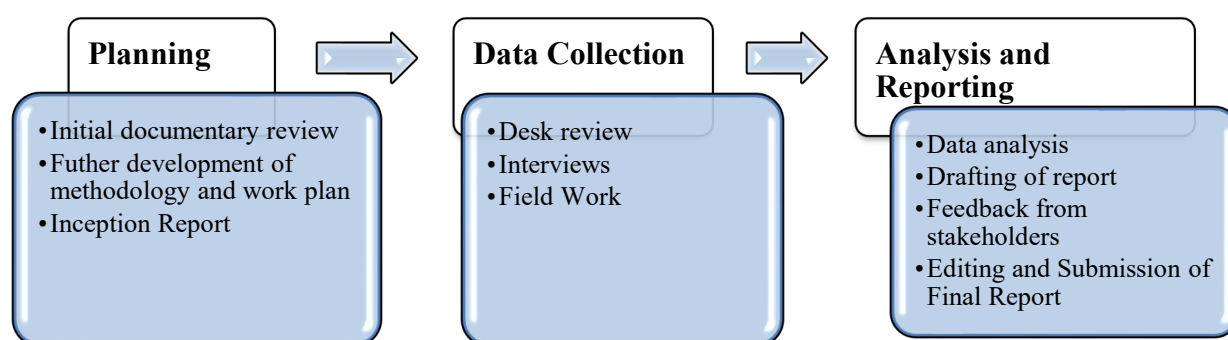 Planning
•Initial documentary review
•Futher development of
methodology and work plan
•Inception Report
Data Collection
•Desk review
•Interviews
•Field Work
Analysis and
Reporting
•Data analysis
•Drafting of report
•Feedback from
stakeholders
•Editing and Submission of
Final Report